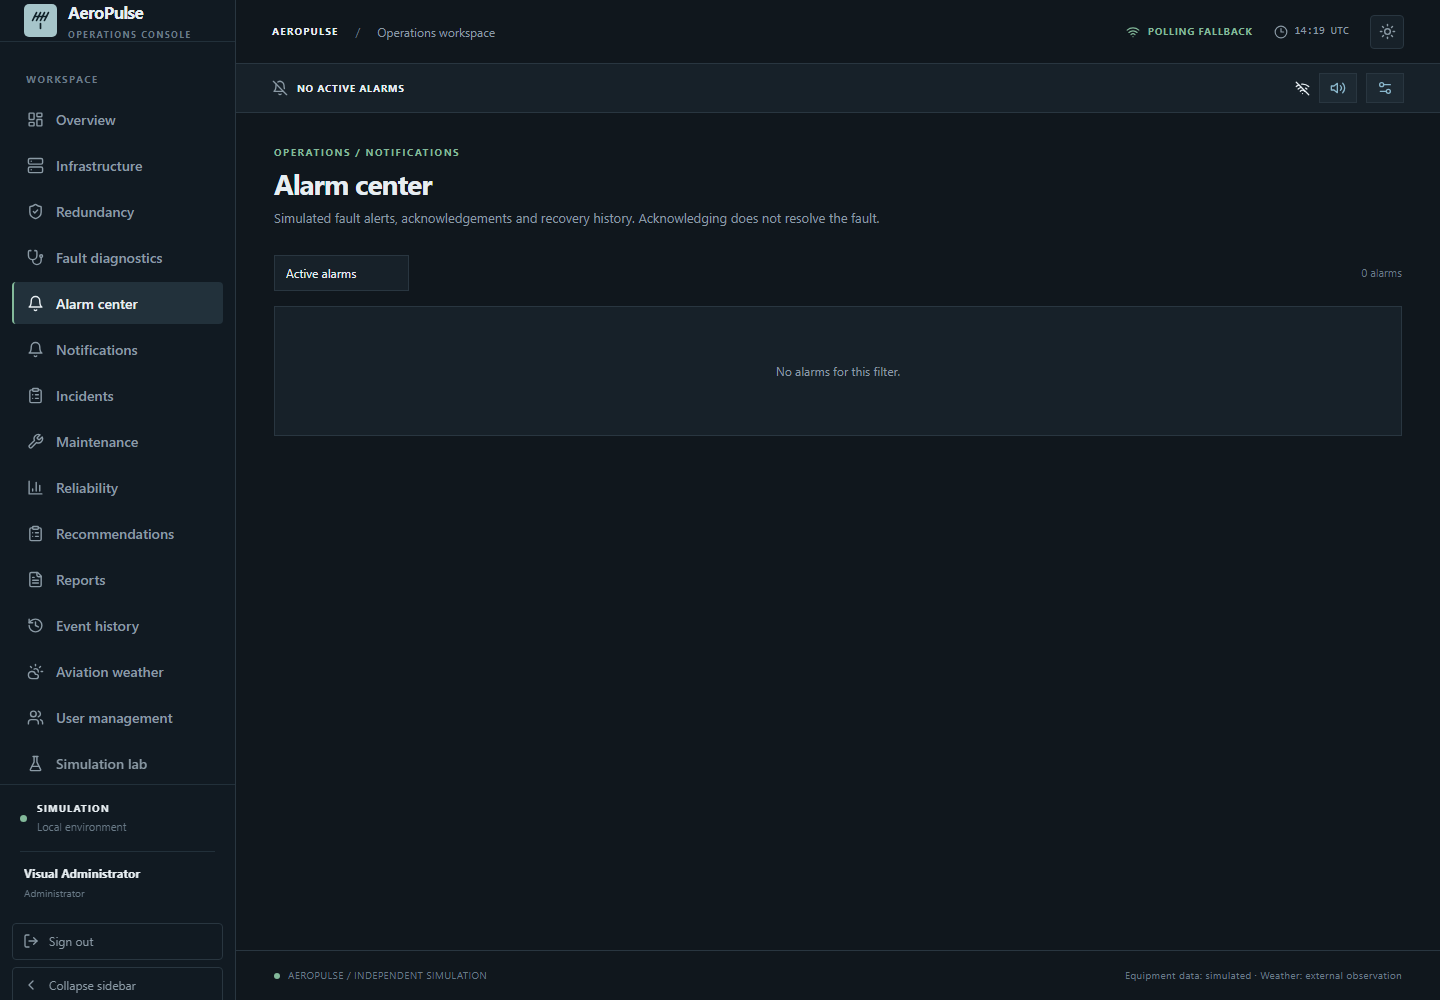 AeroPulse
OPERATIONS CONSOLE
WORKSPACE
Overview
Infrastructure
Redundancy
Fault diagnostics
Alarm center
Notifications
Incidents
Maintenance
Reliability
Recommendations
Reports
Event history
Aviation weather
User management
Simulation lab
SIMULATION
Local environment
Visual Administrator
Administrator
Sign out
Collapse sidebar
AEROPULSE / Operations workspace
POLLING FALLBACK
14:19 UTC
NO ACTIVE ALARMS
OPERATIONS / NOTIFICATIONS
Alarm center
Simulated fault alerts, acknowledgements and recovery history. Acknowledging does not resolve the fault.
Active alarms
0 alarms
No alarms for this filter.
AEROPULSE / INDEPENDENT SIMULATION
Equipment data: simulated · Weather: external observation